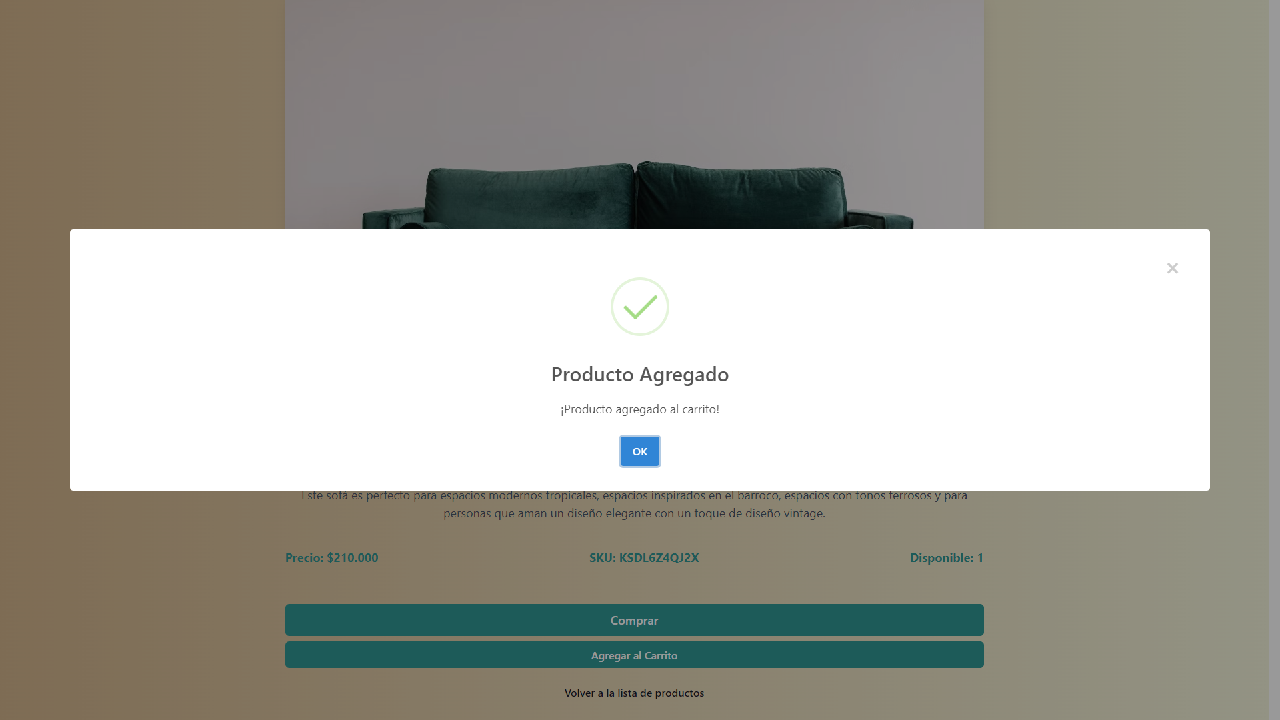 ×
Producto Agregado
¡Producto agregado al carrito!
OK
Este sofá es perfecto para espacios modernos tropicales, espacios inspirados en el barroco, espacios con tonos terrosos y para
personas que aman un diseño elegante con un toque de diseño vintage.
Precio: $210.000 SKU: KSDL6Z4QJ2X Disponible: 1
Comprar
Agregar al Carrito
Volver a la lista de productos